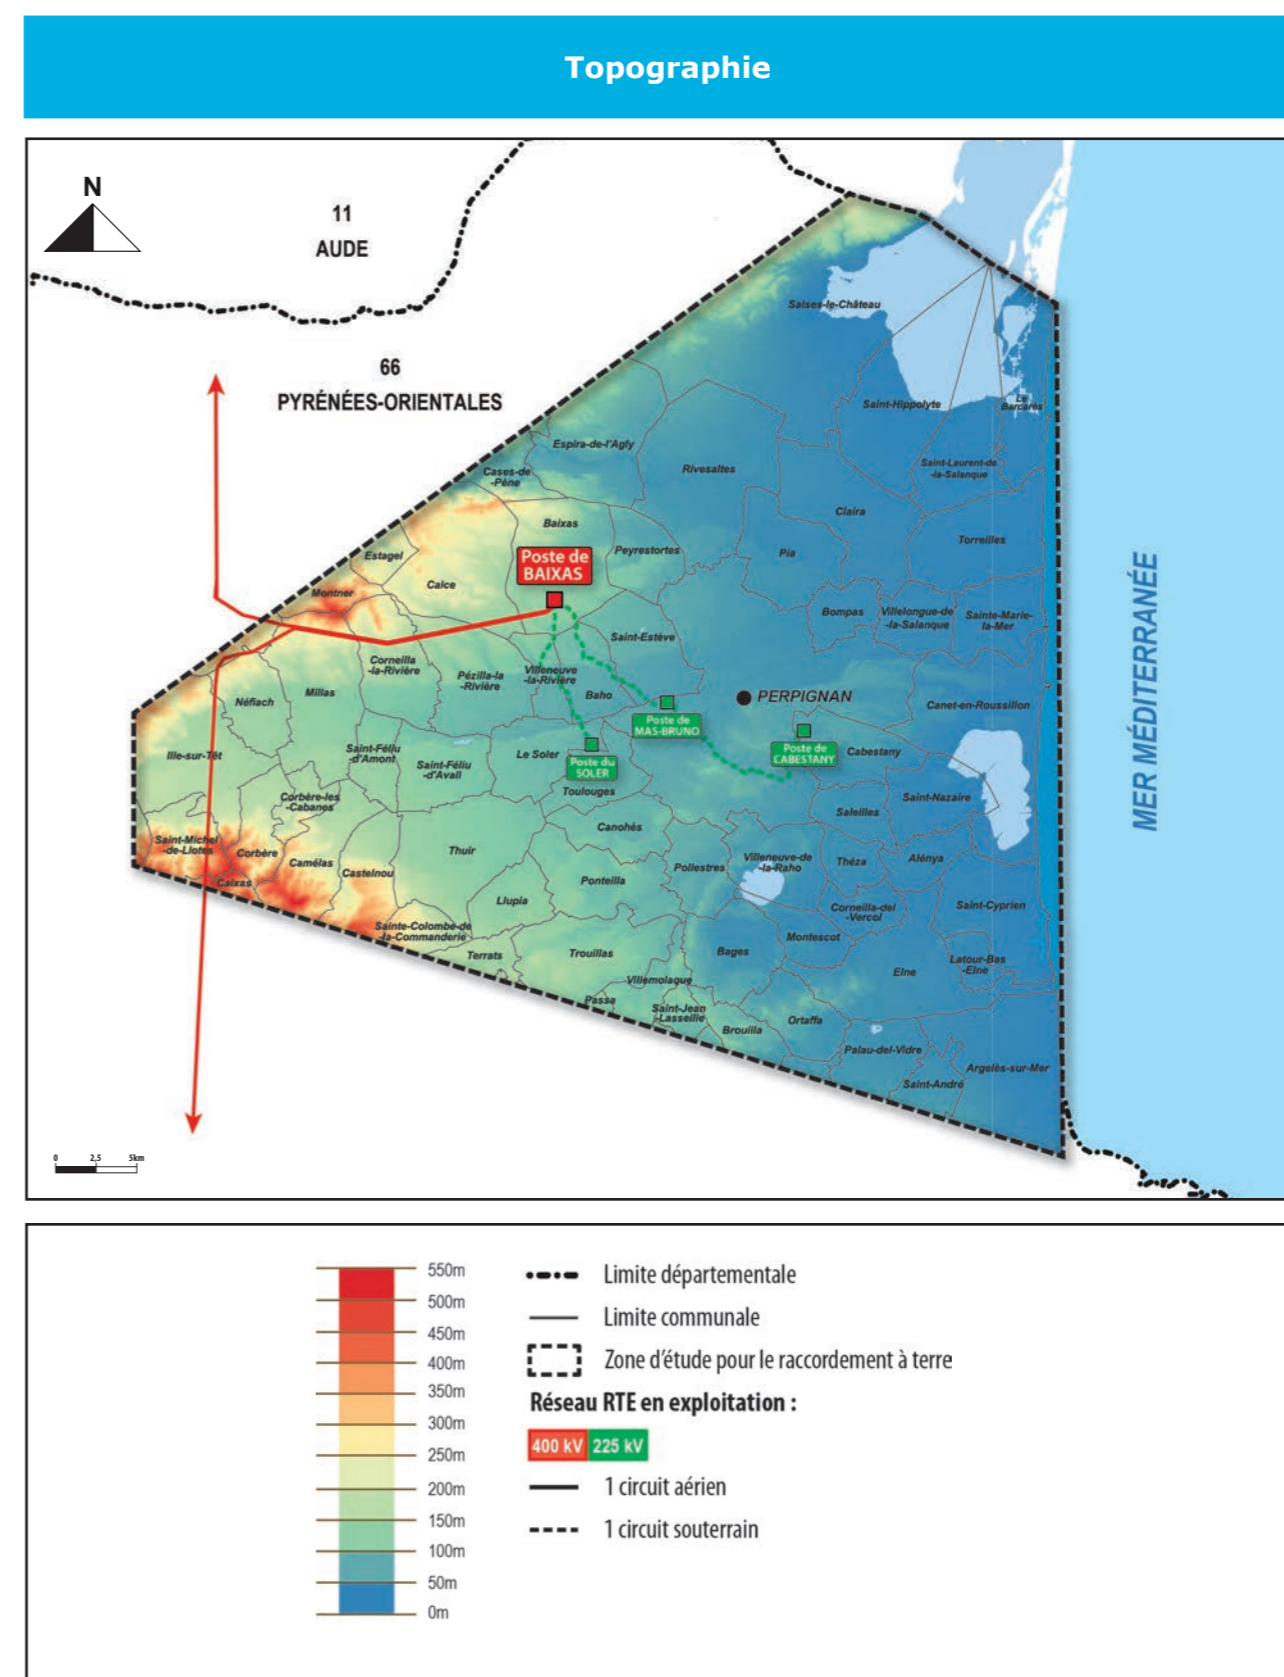 Topographie
N
11
AUDE
66
PYRÉNÉES-ORIENTALES
MER MÉDITERRANÉE
Salses-le-Château
Saint-Hippolyte
Le
Barcarès
Espira-de-l'Agly
Rivesaltes
Saint-Laurent-de
-la-Salanque
Cases-de
-Pène
Claira
Baixas
Torreilles
Estagel
Peyrestortes
Pia
Poste de
BAIXAS
Calce
Montner
Bompas
Villelongue-de
-la-Salanque
Sainte-Marie-
la-Mer
Saint-Estève
Corneilla
-la-Rivière
Pézilla-la
-Rivière
Villeneuve
-la-Rivière
Baho
Néfiach
Millas
PERPIGNAN
Canet-en-Roussillon
Poste de
MAS-BRUNO
Ille-sur-Têt
Saint-Féliu
-d'Amont
Saint-Féliu
-d'Avall
Le Soler
Poste du
SOLER
Toulouges
Poste de
CABESTANY
Cabestany
Corbère-les
-Cabanes
Saint-Nazaire
Saleilles
Canohès
Saint-Michel
-de-Llotes
Corbère
Camélas
Castelnou
Thuir
Caixas
Ponteilla
Pollestres
Villeneuve-de
-la-Raho
Théza
Alénya
Llupia
Corneilla-del
-Vercol
Saint-Cyprien
Sainte-Colombe-de
-la-Commanderie
Terrats
Trouillas
Bages
Montescot
Elne
Latour-Bas
-Elne
Villemolaque
Passa
Saint-Jean
-Lasseille
Brouilla
Ortaffa
Palau-del-Vidre
Saint-André
Argelès-sur-Mer
0 2,5 5km
550m
500m
450m
400m
350m
300m
250m
200m
150m
100m
50m
0m
Limite départementale
Limite communale
Zone d'étude pour le raccordement à terre
Réseau RTE en exploitation :
400 kV 225 kV
1 circuit aérien
1 circuit souterrain